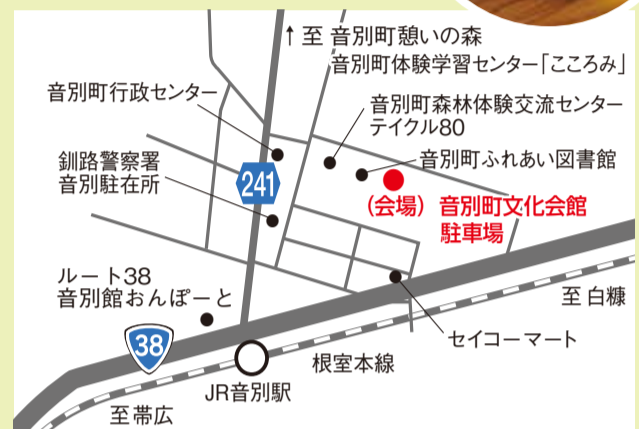 ↑至 音別町憩いの森
音別町体験学習センター「こころみ」
音別町行政センター
音別町森林体験交流センター
テイクル80
音別町ふれあい図書館
釧路警察署
音別駐在所
241
(会場) 音別町文化会館
駐車場
ルート38
音別館おんぽーと
至白糠
セイコーマート
38
根室本線
JR音別駅
至帯広